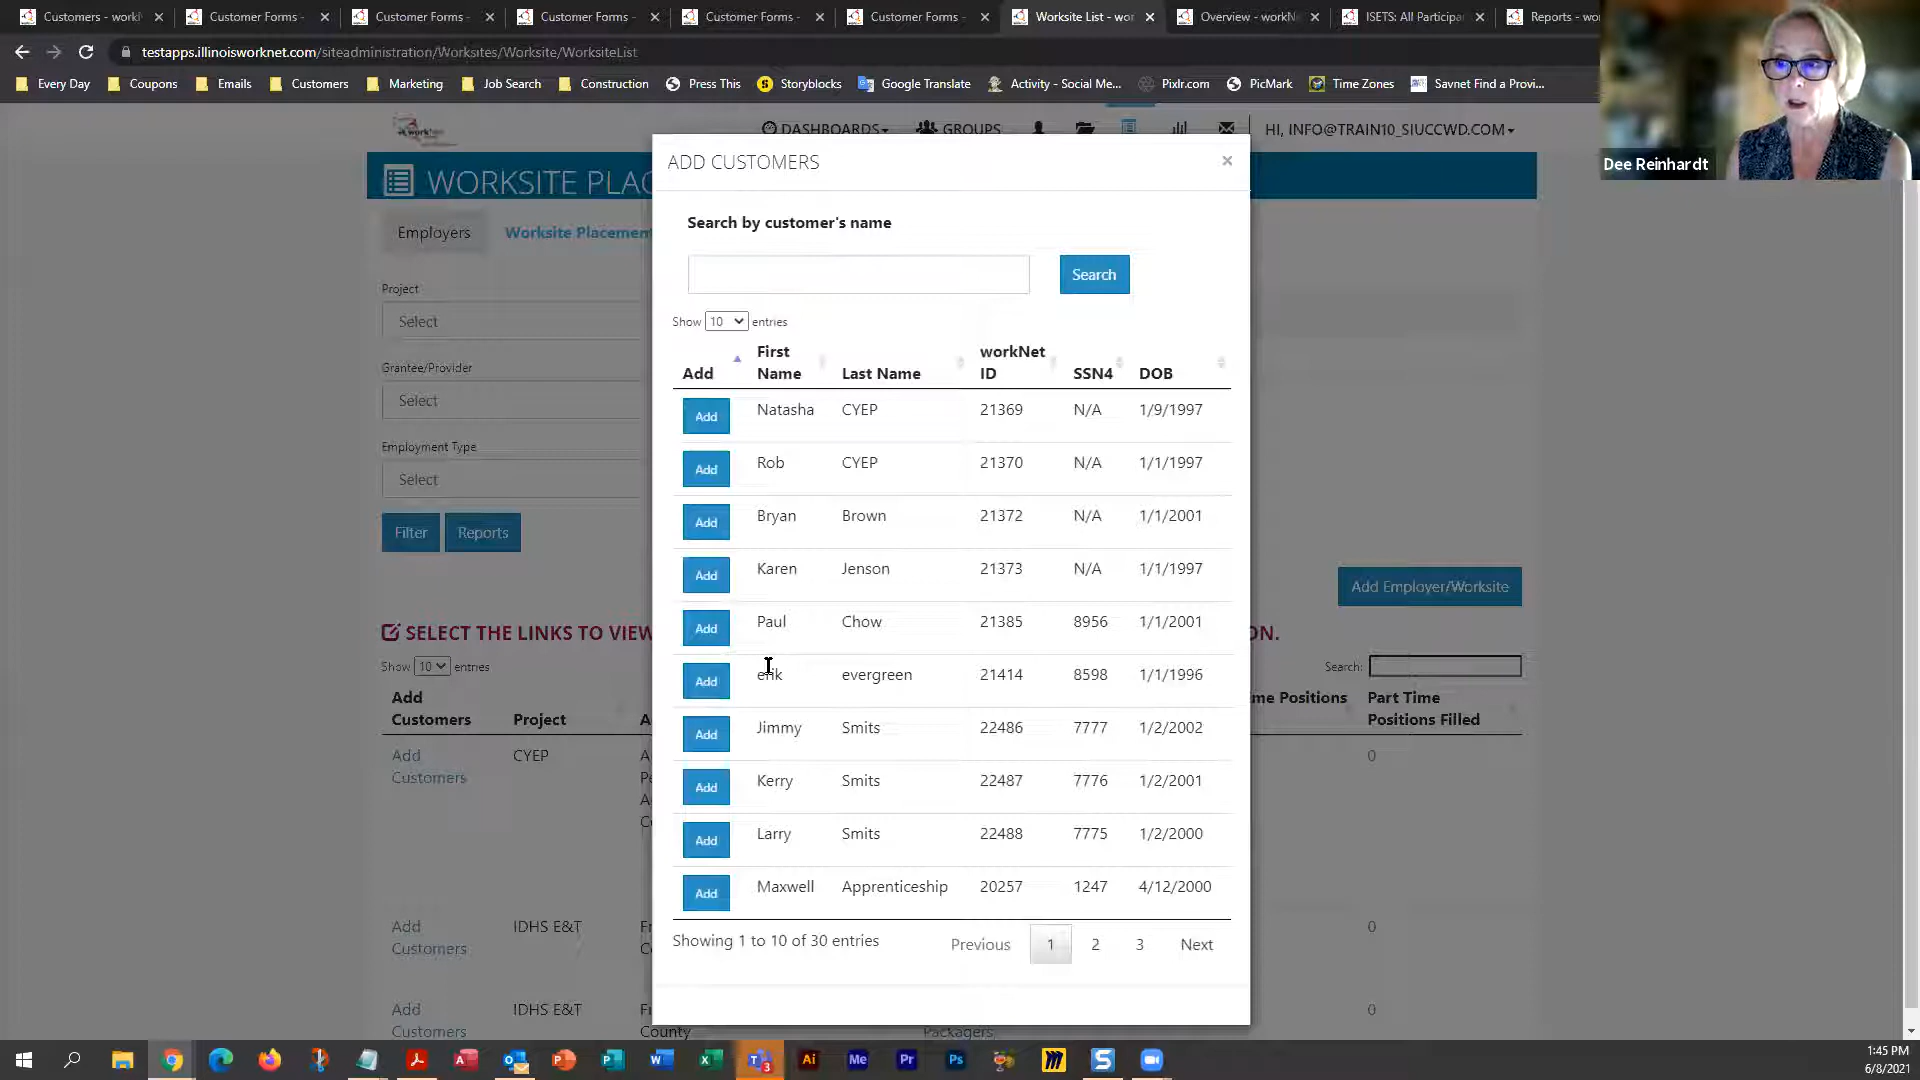 Customers - workl
Customer Forms -
Customer Forms -
Customer Forms -
Customer Forms -
Customer Forms -
Worksite List - wo
Overview - workN
ISETS: All Participa
Reports - wo
testapps.illinoisworknet.com/siteadministration/Worksites/Worksite/WorksiteList
Every Day Coupons Emails Customers Marketing Job Search Construction Press This Storyblocks Google Translate Activity - Social Me... Pixlr.com PicMark Time Zones Savnet Find a Provi...
Dee Reinhardt
DASHBOARDS GROUPS HI, INFO@TRAIN10_SIUCCWD.COM
WORKSITE PLA
Employers Worksite Placemen
Project
Select
Grantee/Provider
Select
Employment Type
Select
Filter Reports
Add Employer/Worksite
SELECT THE LINKS TO VIEW
ON.
Show 10 entries
Search:
Add Customers Project
me Positions Part Time Positions Filled
Add Customers CYEP 0
Add Customers IDHS E&T 0
Add Customers IDHS E&T County Packagers, 0
ADD CUSTOMERS ×
Search by customer's name
Search
Show 10 entries
Add First Name Last Name workNet ID SSN4 DOB
Add Natasha CYEP 21369 N/A 1/9/1997
Add Rob CYEP 21370 N/A 1/1/1997
Add Bryan Brown 21372 N/A 1/1/2001
Add Karen Jenson 21373 N/A 1/1/1997
Add Paul Chow 21385 8956 1/1/2001
Add erik evergreen 21414 8598 1/1/1996
Add Jimmy Smits 22486 7777 1/2/2002
Add Kerry Smits 22487 7776 1/2/2001
Add Larry Smits 22488 7775 1/2/2000
Add Maxwell Apprenticeship 20257 1247 4/12/2000
Showing 1 to 10 of 30 entries Previous 1 2 3 Next
1:45 PM
6/8/2021